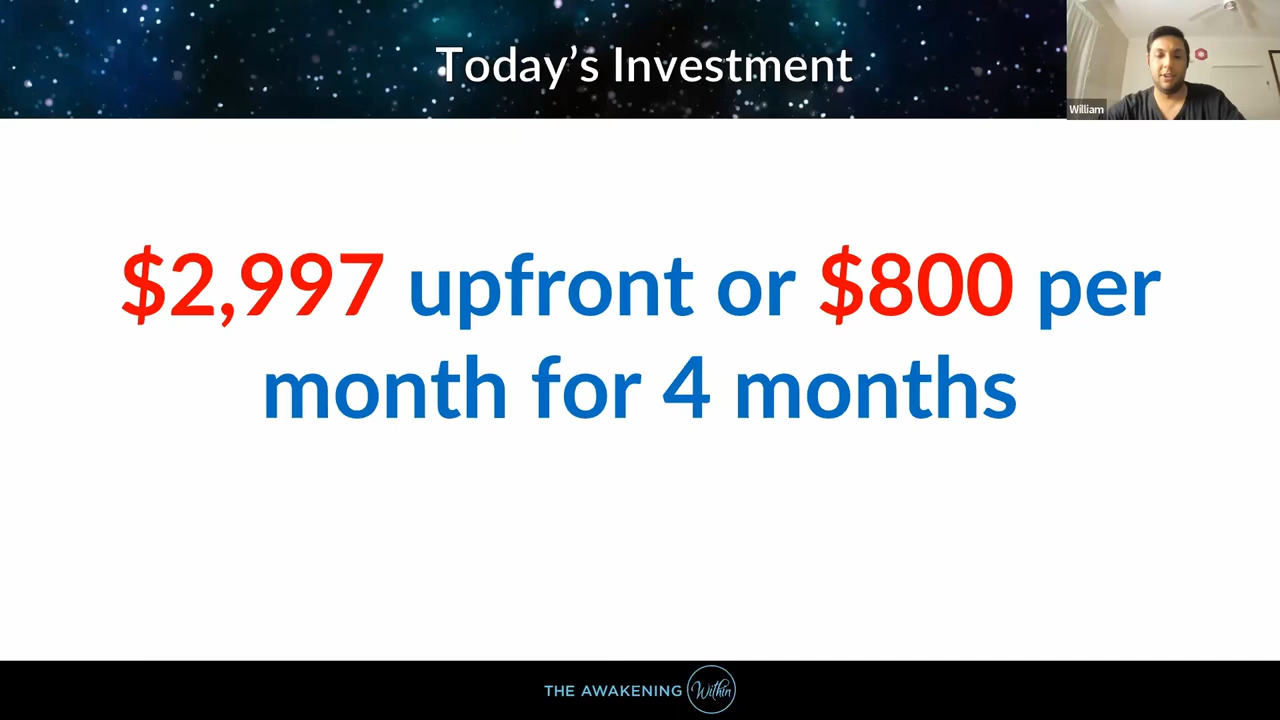 Today's Investment
William
$2,997 upfront or $800 per
month for 4 months
THE AWAKENING Within